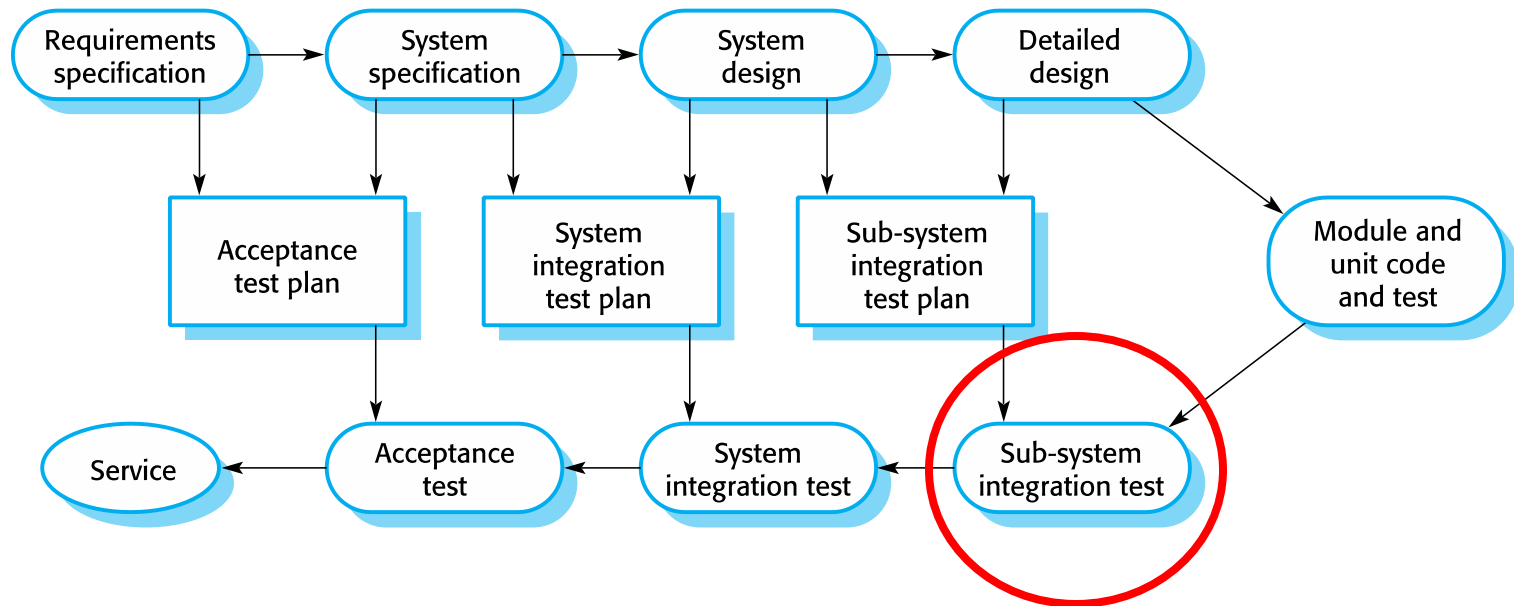 Requirements
specification
System
specification
System
design
Detailed
design
Acceptance
test plan
System
integration
test plan
Sub-system
integration
test plan
Module and
unit code
and test
Service
Acceptance
test
System
integration test
Sub-system
integration test